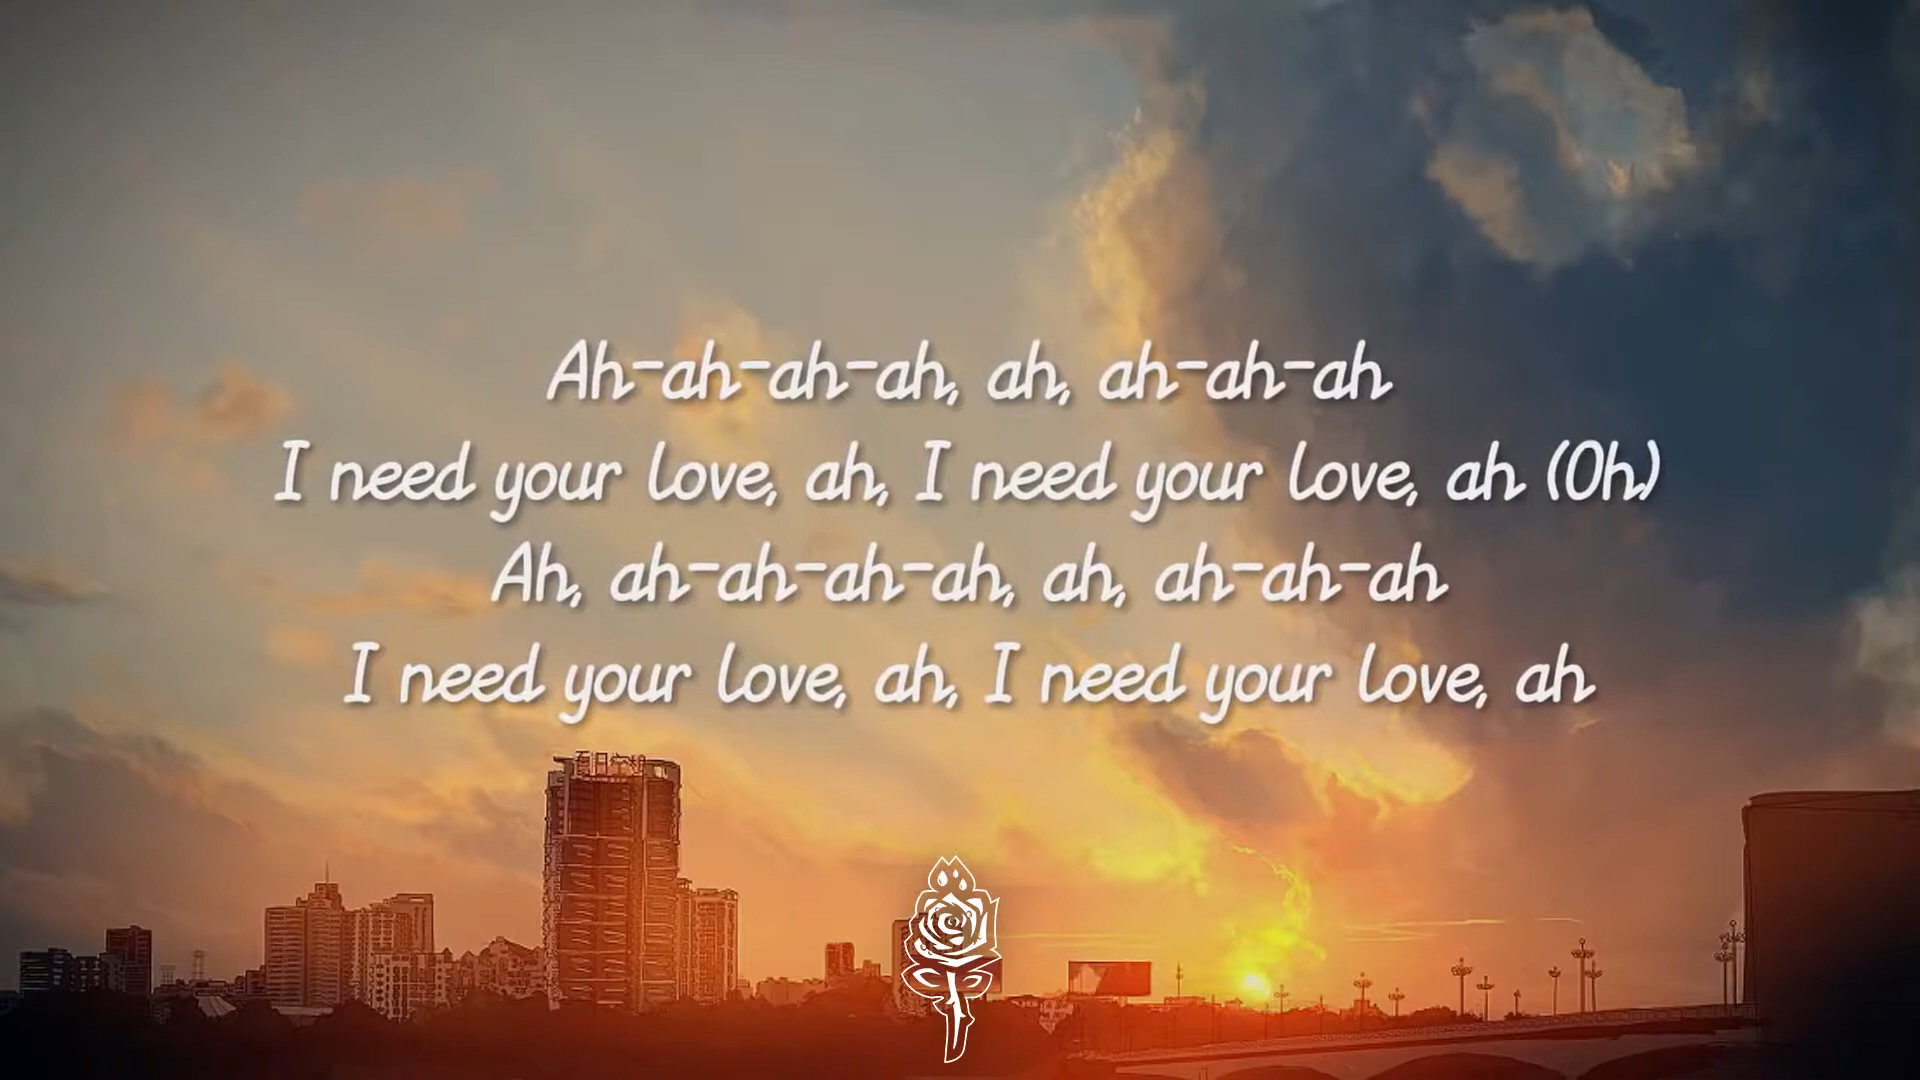 Ah-ah-ah-ah, ah, ah-ah-ah
I need your love, ah, I need your love, ah (Oh)
Ah, ah-ah-ah-ah, ah, ah-ah-ah
I need your love, ah, I need your love, ah